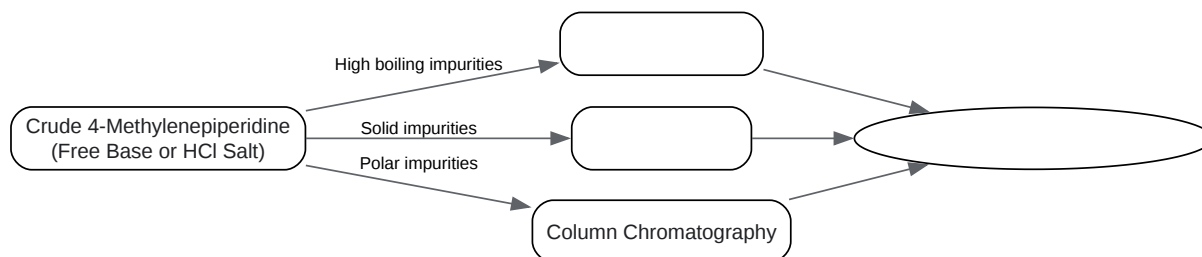 High boiling impurities
Crude 4-Methylenepiperidine
(Free Base or HCl Salt)
Solid impurities
Polar impurities
Column Chromatography